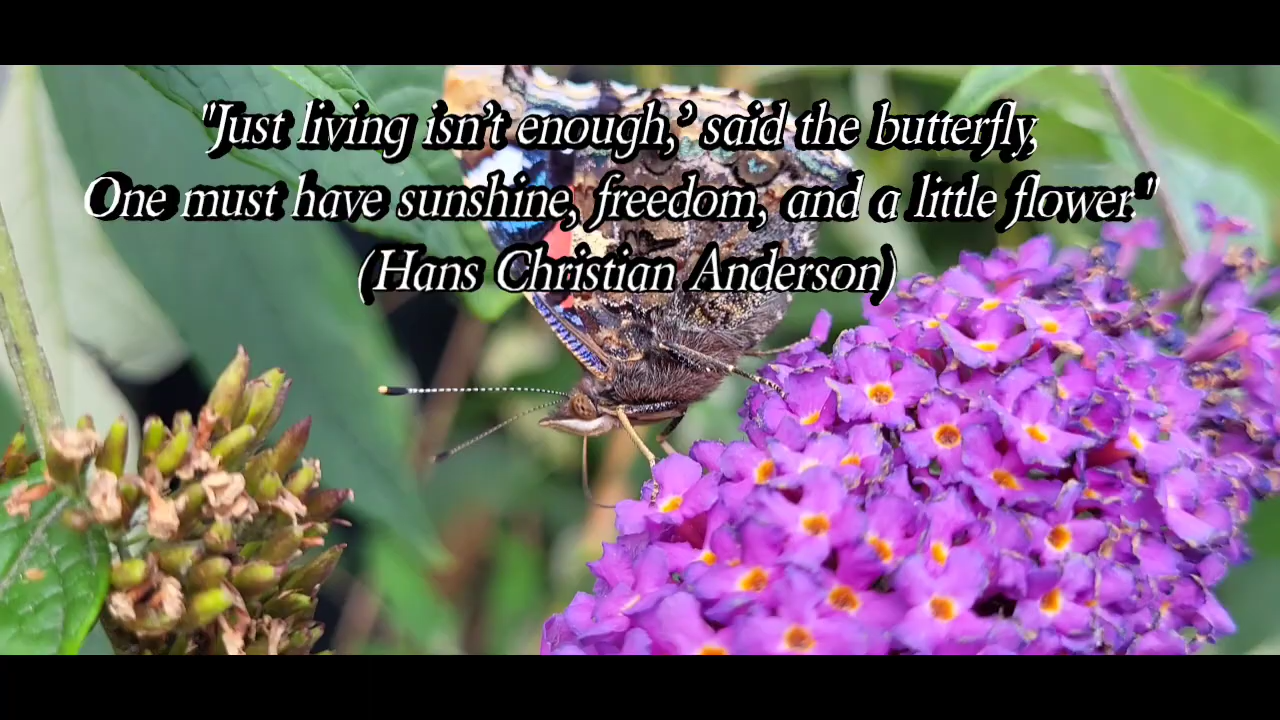 "Just living isn't enough,’ said the butterfly,
One must have sunshine, freedom, and a little flower."
(Hans Christian Anderson)